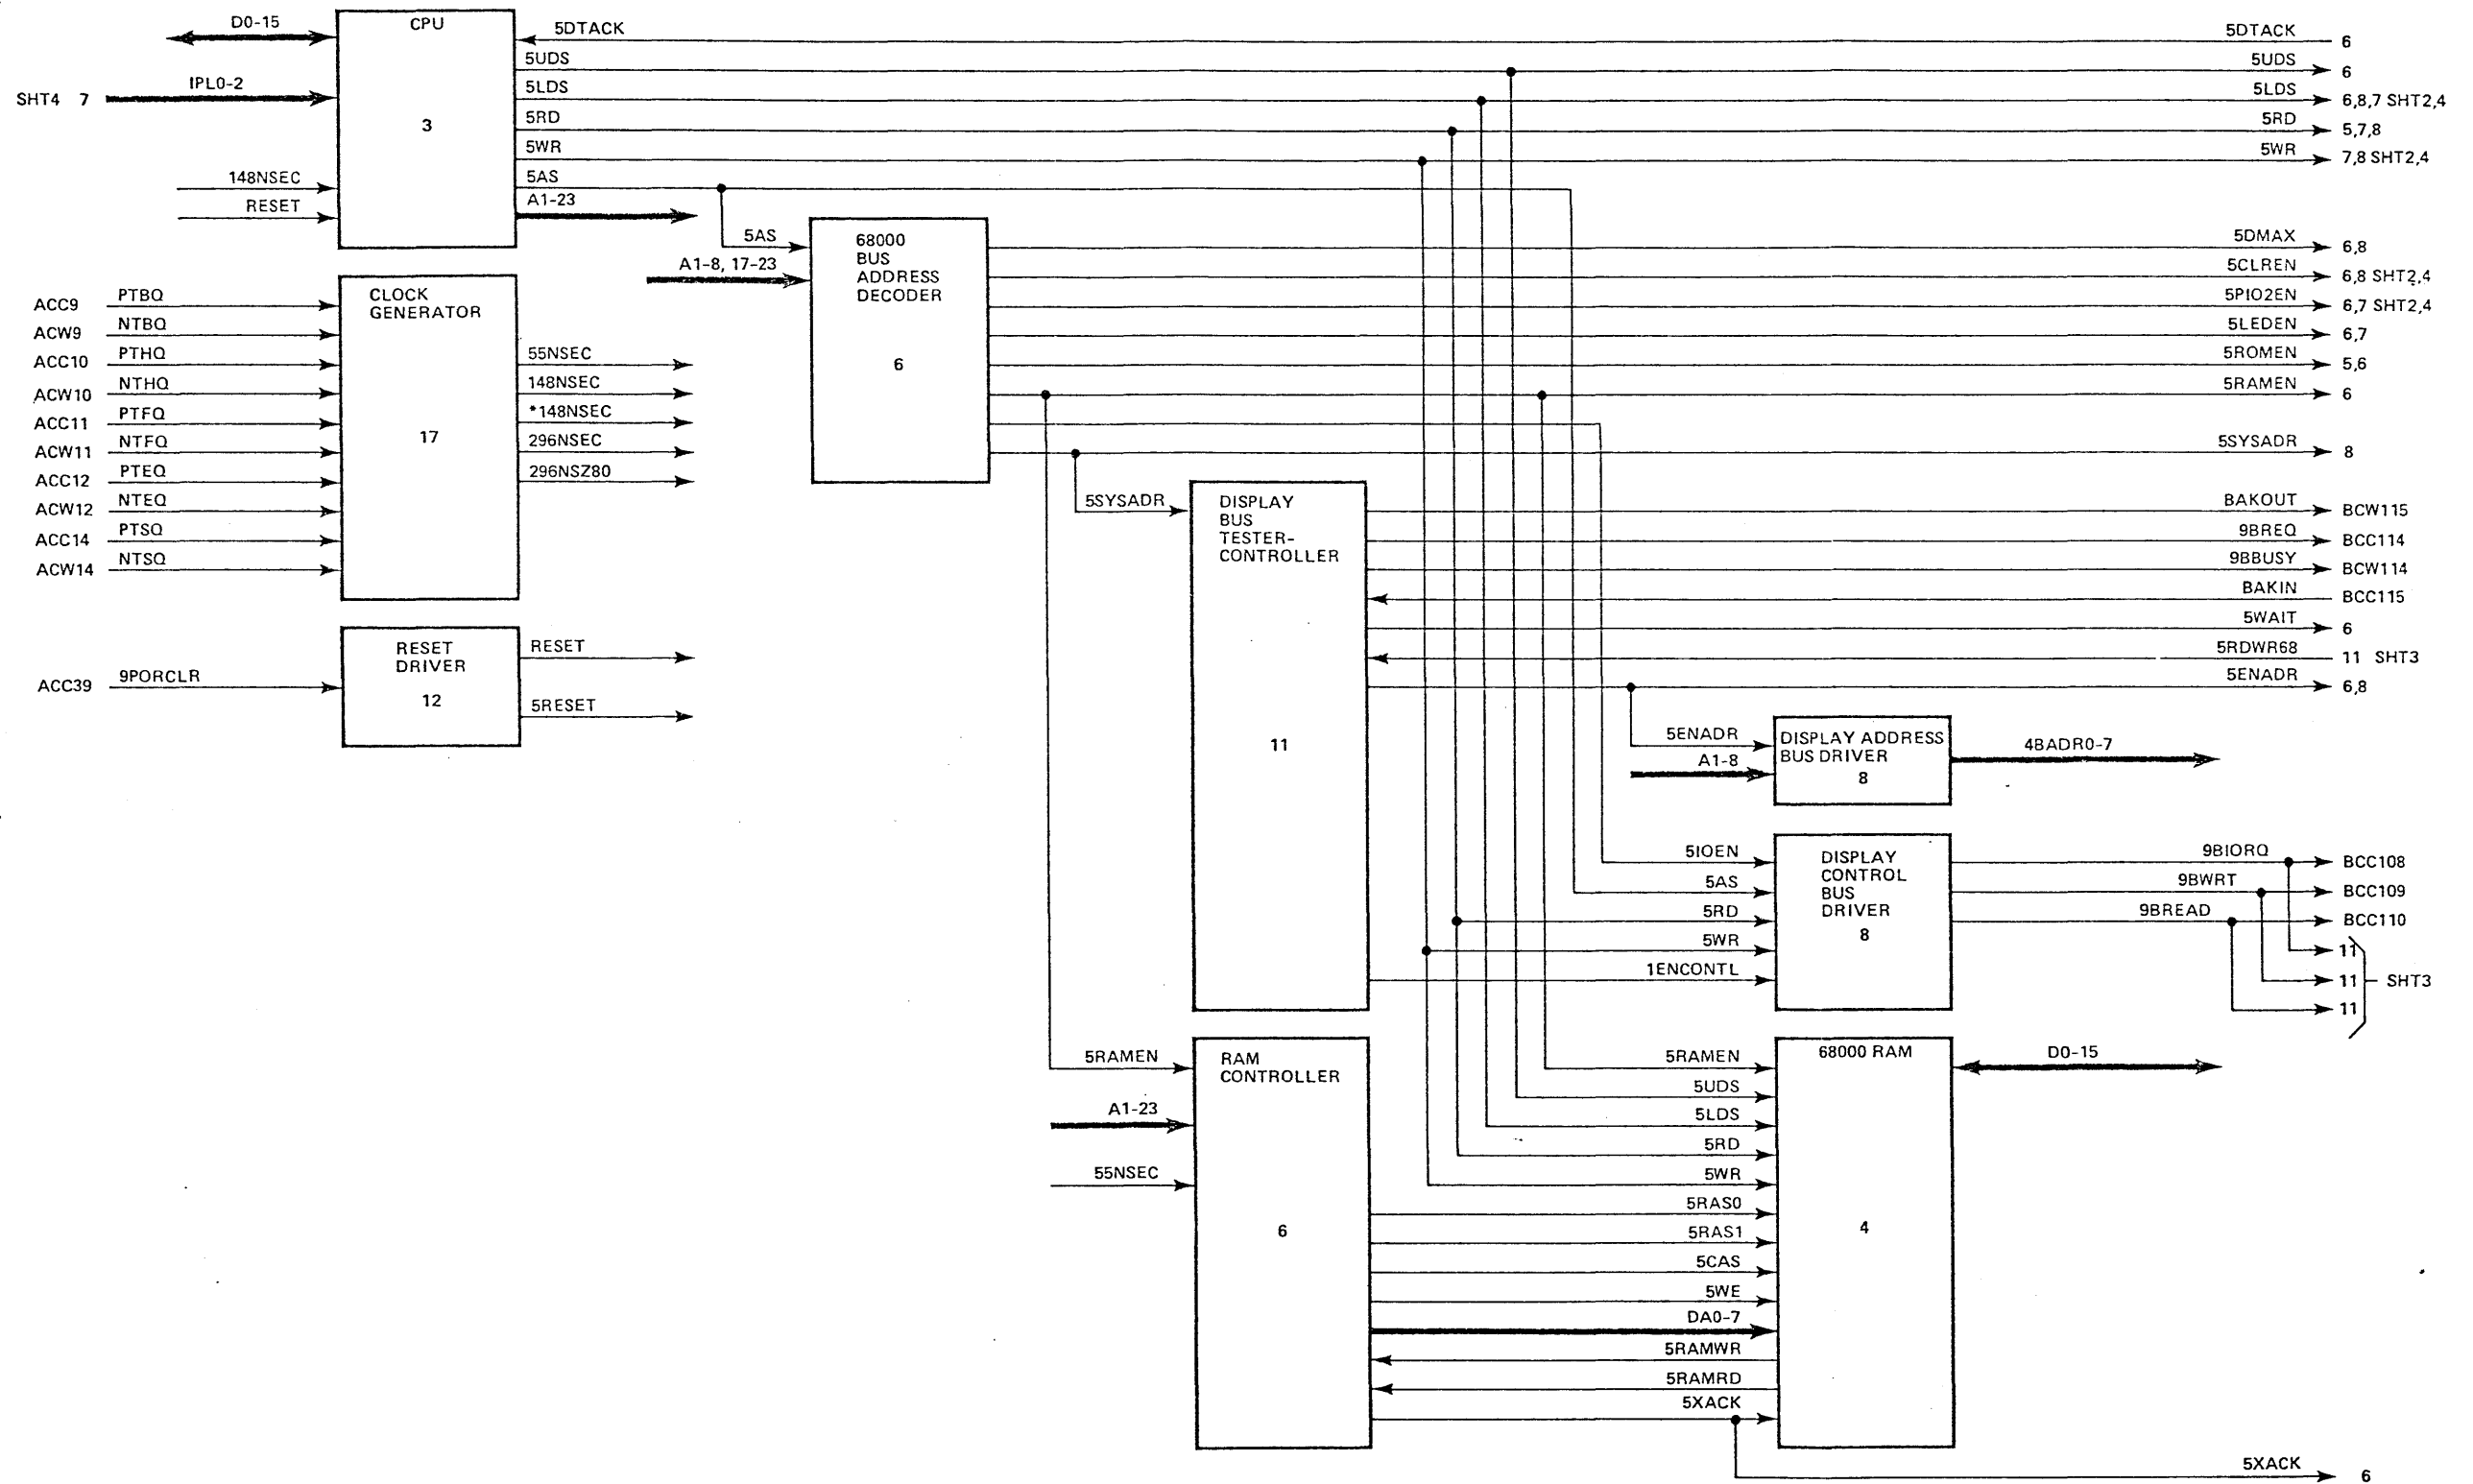 D0-15
CPU
5DTACK
5DTACK
6
5UDS
5UDS
6
SHT4 7
IPL0-2
5LDS
5LDS
6,8,7 SHT2,4
3
5RD
5RD
5,7,8
5WR
5WR
7,8 SHT2,4
148NSEC
5AS
RESET
A1-23
5AS
A1-8, 17-23
68000
BUS
ADDRESS
DECODER
6
5DMAX
6,8
5CLREN
6,8 SHT2,4
5PIO2EN
6,7 SHT2,4
5LEDEN
6,7
5ROMEN
5,6
5RAMEN
6
5SYSADR
8
ACC9
PTBQ
ACW9
NTBQ
ACC10
PTHQ
ACW10
NTHQ
ACC11
PTFQ
ACW11
NTFQ
ACC12
PTEQ
ACW12
NTEQ
ACC14
PTSQ
ACW14
NTSQ
CLOCK
GENERATOR
17
55NSEC
148NSEC
*148NSEC
296NSEC
296NSZ80
5SYSADR
DISPLAY
BUS
TESTER-
CONTROLLER
11
BAKOUT
BCW115
9BREQ
BCC114
9BBUSY
BCW114
BAKIN
BCC115
5WAIT
6
5RDWR68
11 SHT3
5ENADR
6,8
ACC39
9PORCLR
RESET
DRIVER
12
RESET
5RESET
5ENADR
A1-8
DISPLAY ADDRESS
BUS DRIVER
8
4BADR0-7
5IOEN
5AS
5RD
5WR
1ENCONTL
DISPLAY
CONTROL
BUS
DRIVER
8
9BIORQ
BCC108
9BWRT
BCC109
9BREAD
BCC110
11
11
SHT3
11
5RAMEN
A1-23
55NSEC
RAM
CONTROLLER
6
5RAMEN
5UDS
5LDS
5RD
5WR
5RAS0
5RAS1
5CAS
5WE
DA0-7
5RAMWR
5RAMRD
5XACK
68000 RAM
4
D0-15
5XACK
6